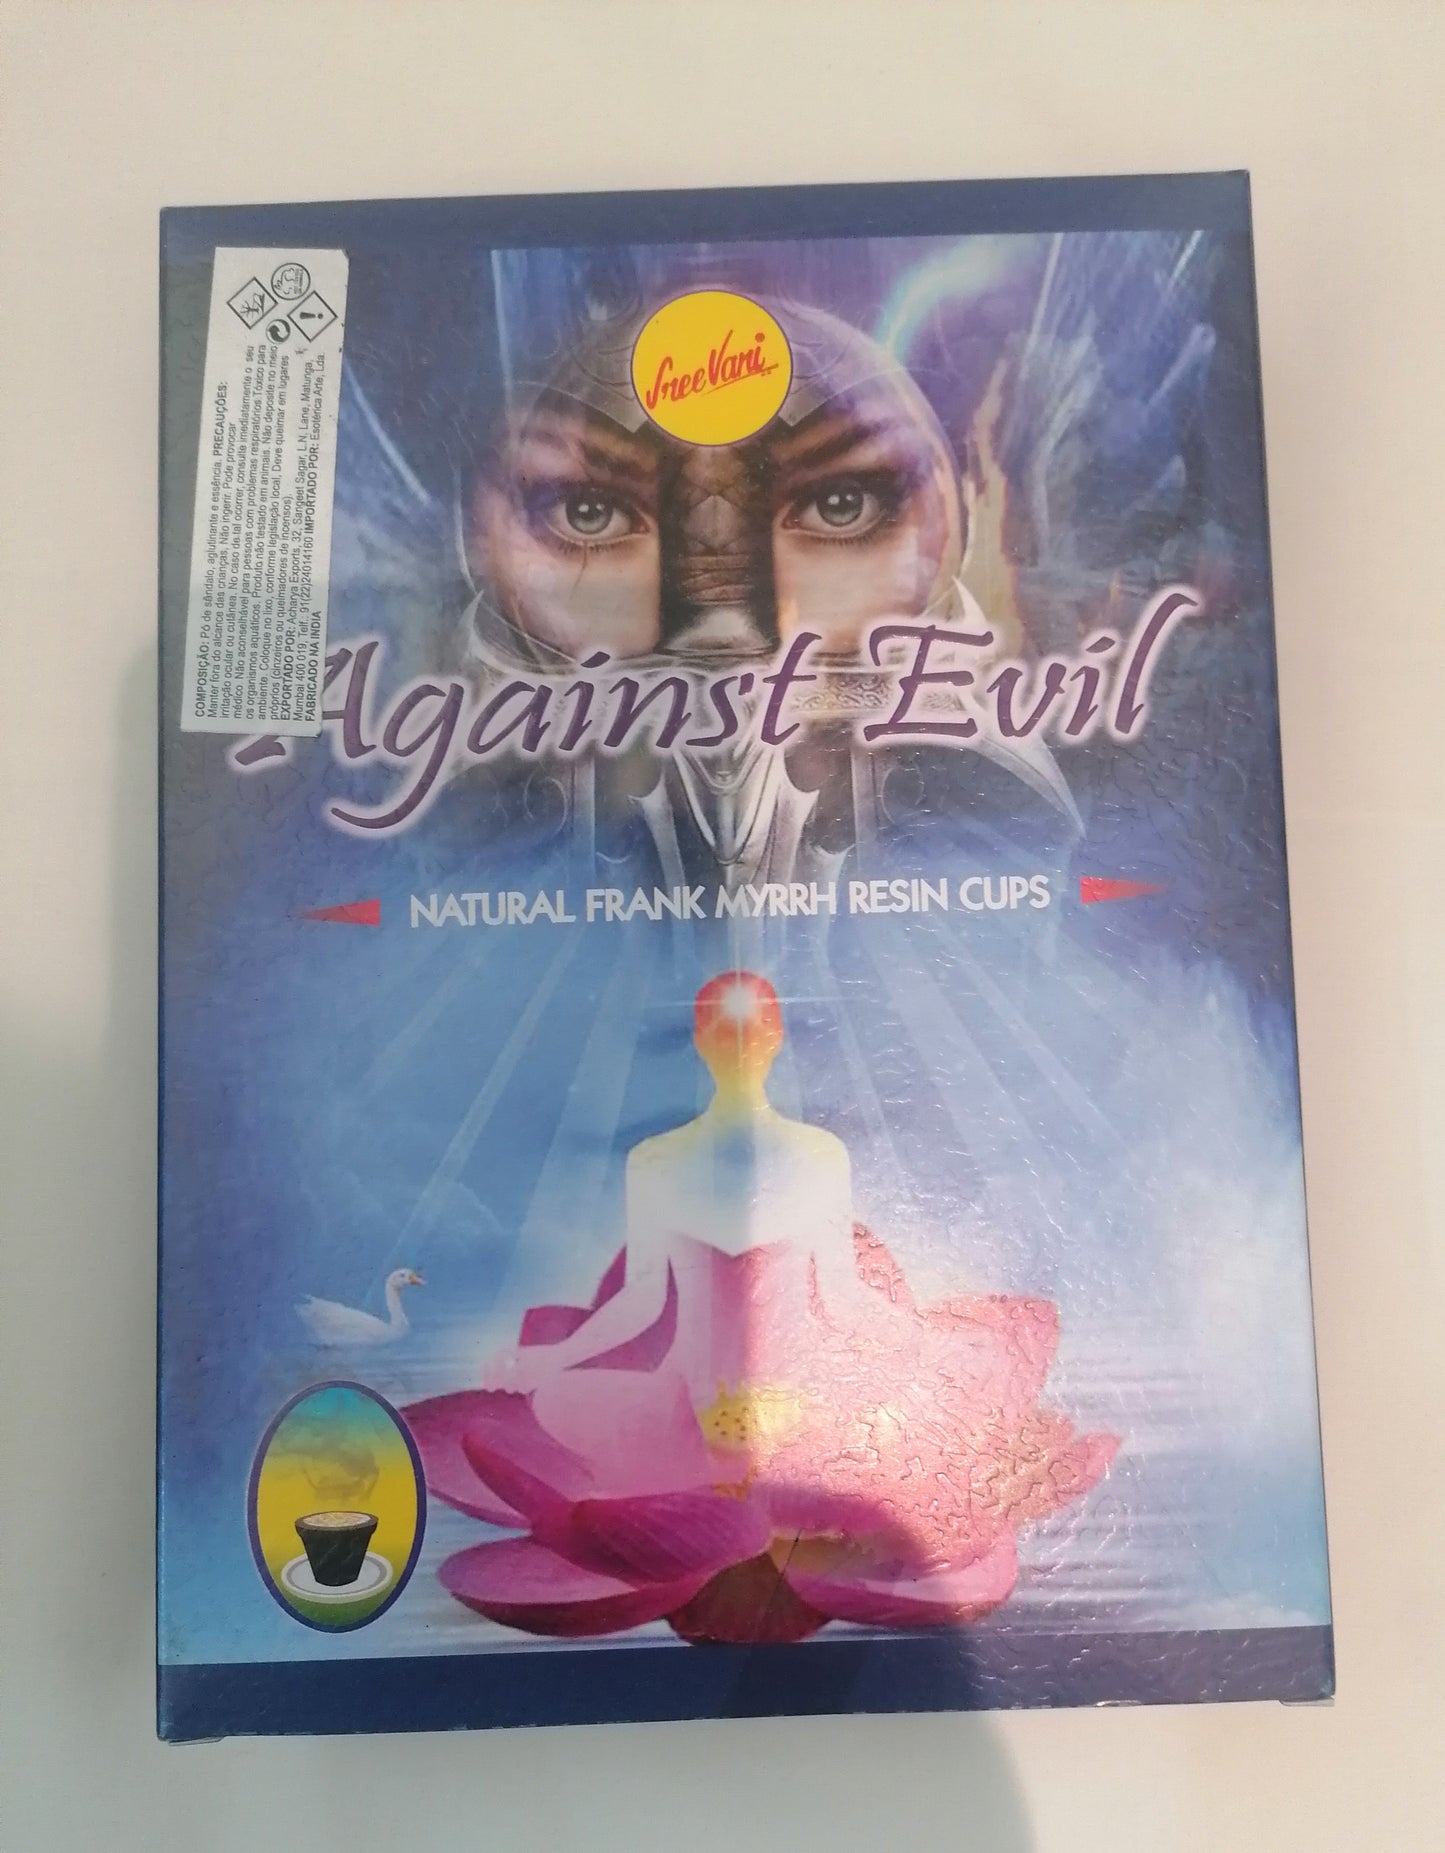 SreeVani
Against Evil
NATURAL FRANK MYRRH RESIN CUPS
COMPOSIÇÃO: Pó de sândalo, aglutinante e essência. PRECAUÇÕES:
Manter fora do alcance das crianças. Não ingerir. Pode provocar
irritação ocular ou cutânea. No caso de tal ocorrer, consulte imediatamente o seu
médico. Não aconselhável para pessoas com problemas respiratórios. Tóxico para
os organismos aquáticos. Produto não testado em animais. Não deposite no meio
ambiente. Coloque no lixo, conforme legislação local. Deve queimar em lugares
próprios (cinzeiros ou queimadores de incensos).
EXPORTADO POR: Acharya Exports, 32, Sangeet Sagar, L.N. Lane, Matunga,
Mumbai 400 019, Telf.: 91(22)24014160 IMPORTADO POR: Esotérica Arte, Lda.
FABRICADO NA INDIA